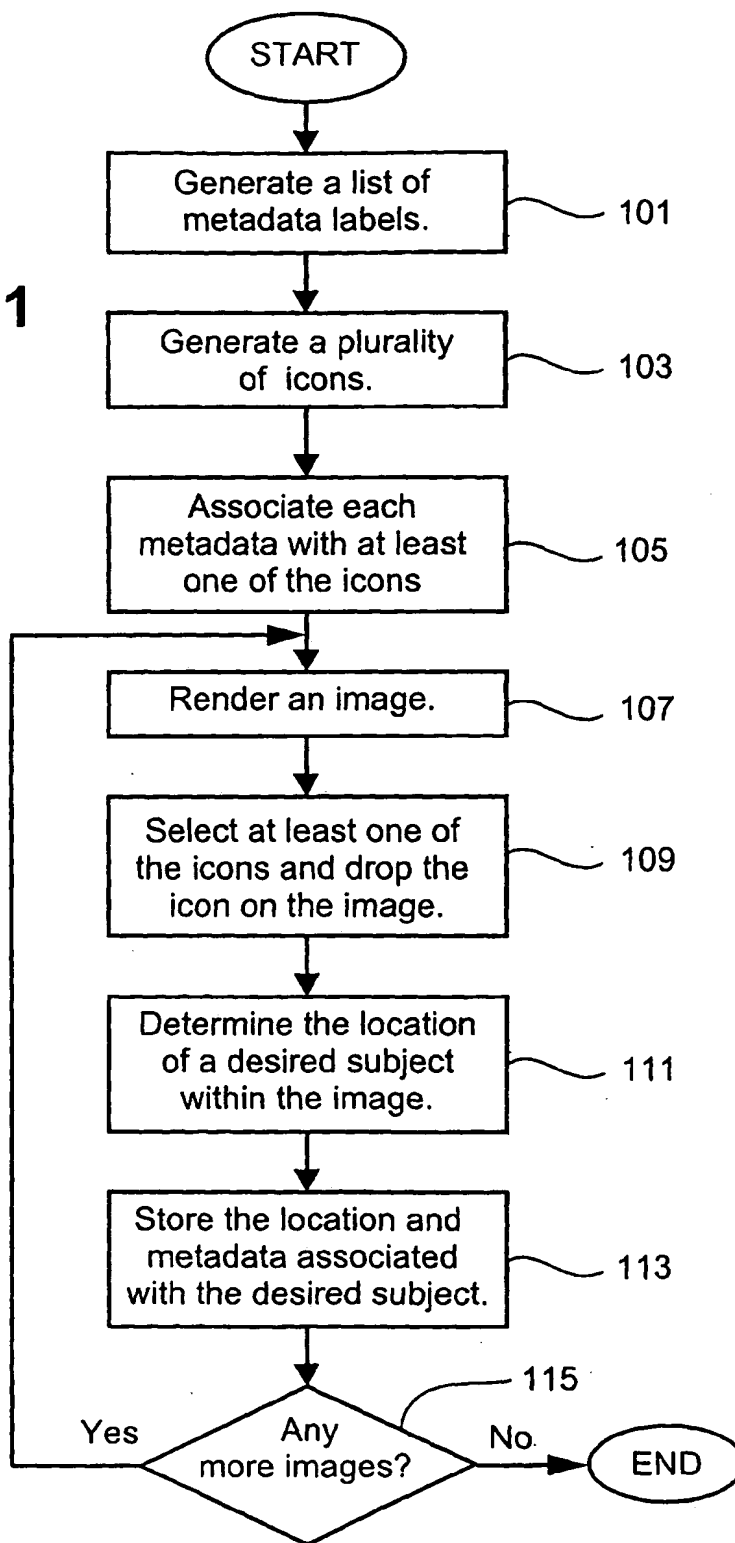 START
Generate a list of
metadata labels.
101
1
Generate a plurality
of icons.
103
Associate each
metadata with at least
one of the icons
105
Render an image.
107
Select at least one of
the icons and drop the
icon on the image.
109
Determine the location
of a desired subject
within the image.
111
Store the location and
metadata associated
with the desired subject.
113
115
Yes
Any
more images?
No.
END